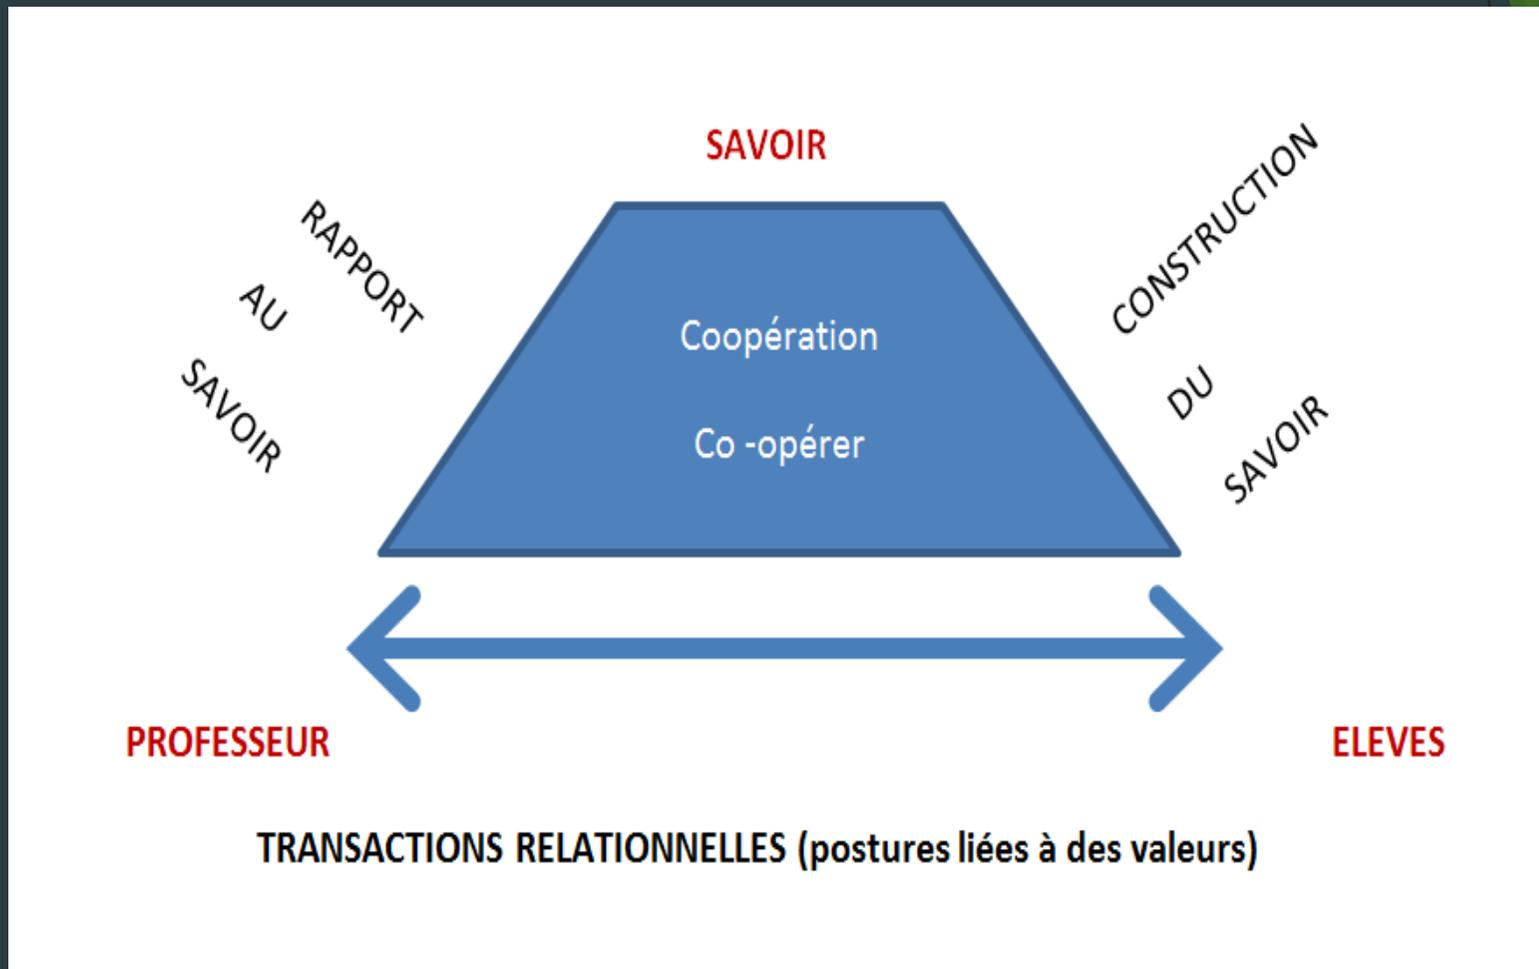 SAVOIR
RAPPORT
AU
SAVOIR
CONSTRUCTION
DU
SAVOIR
Coopération
Co -opérer
PROFESSEUR
ELEVES
TRANSACTIONS RELATIONNELLES (postures liées à des valeurs)